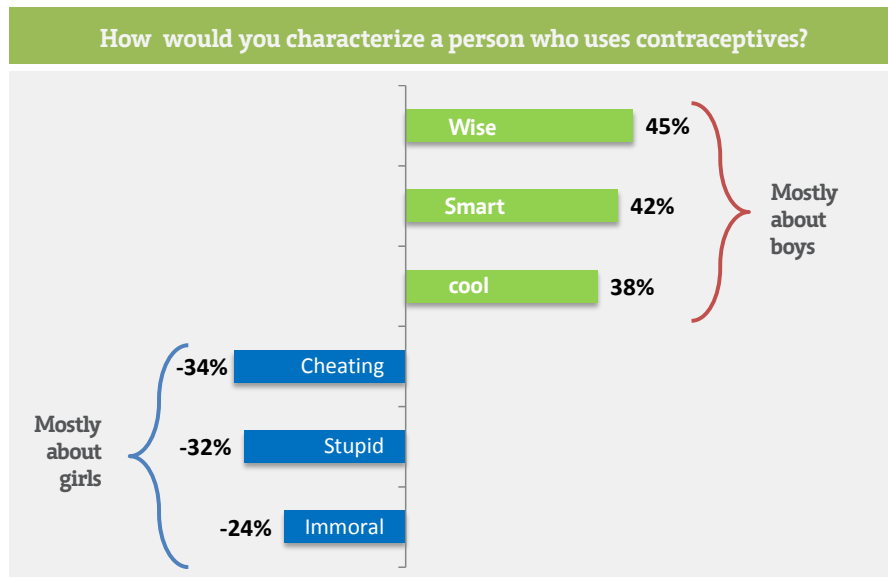 How would you characterize a person who uses contraceptives?
Wise 45%
Smart 42%
cool 38%
Mostly
about
boys
-34% Cheating
-32% Stupid
-24% Immoral
Mostly
about
girls